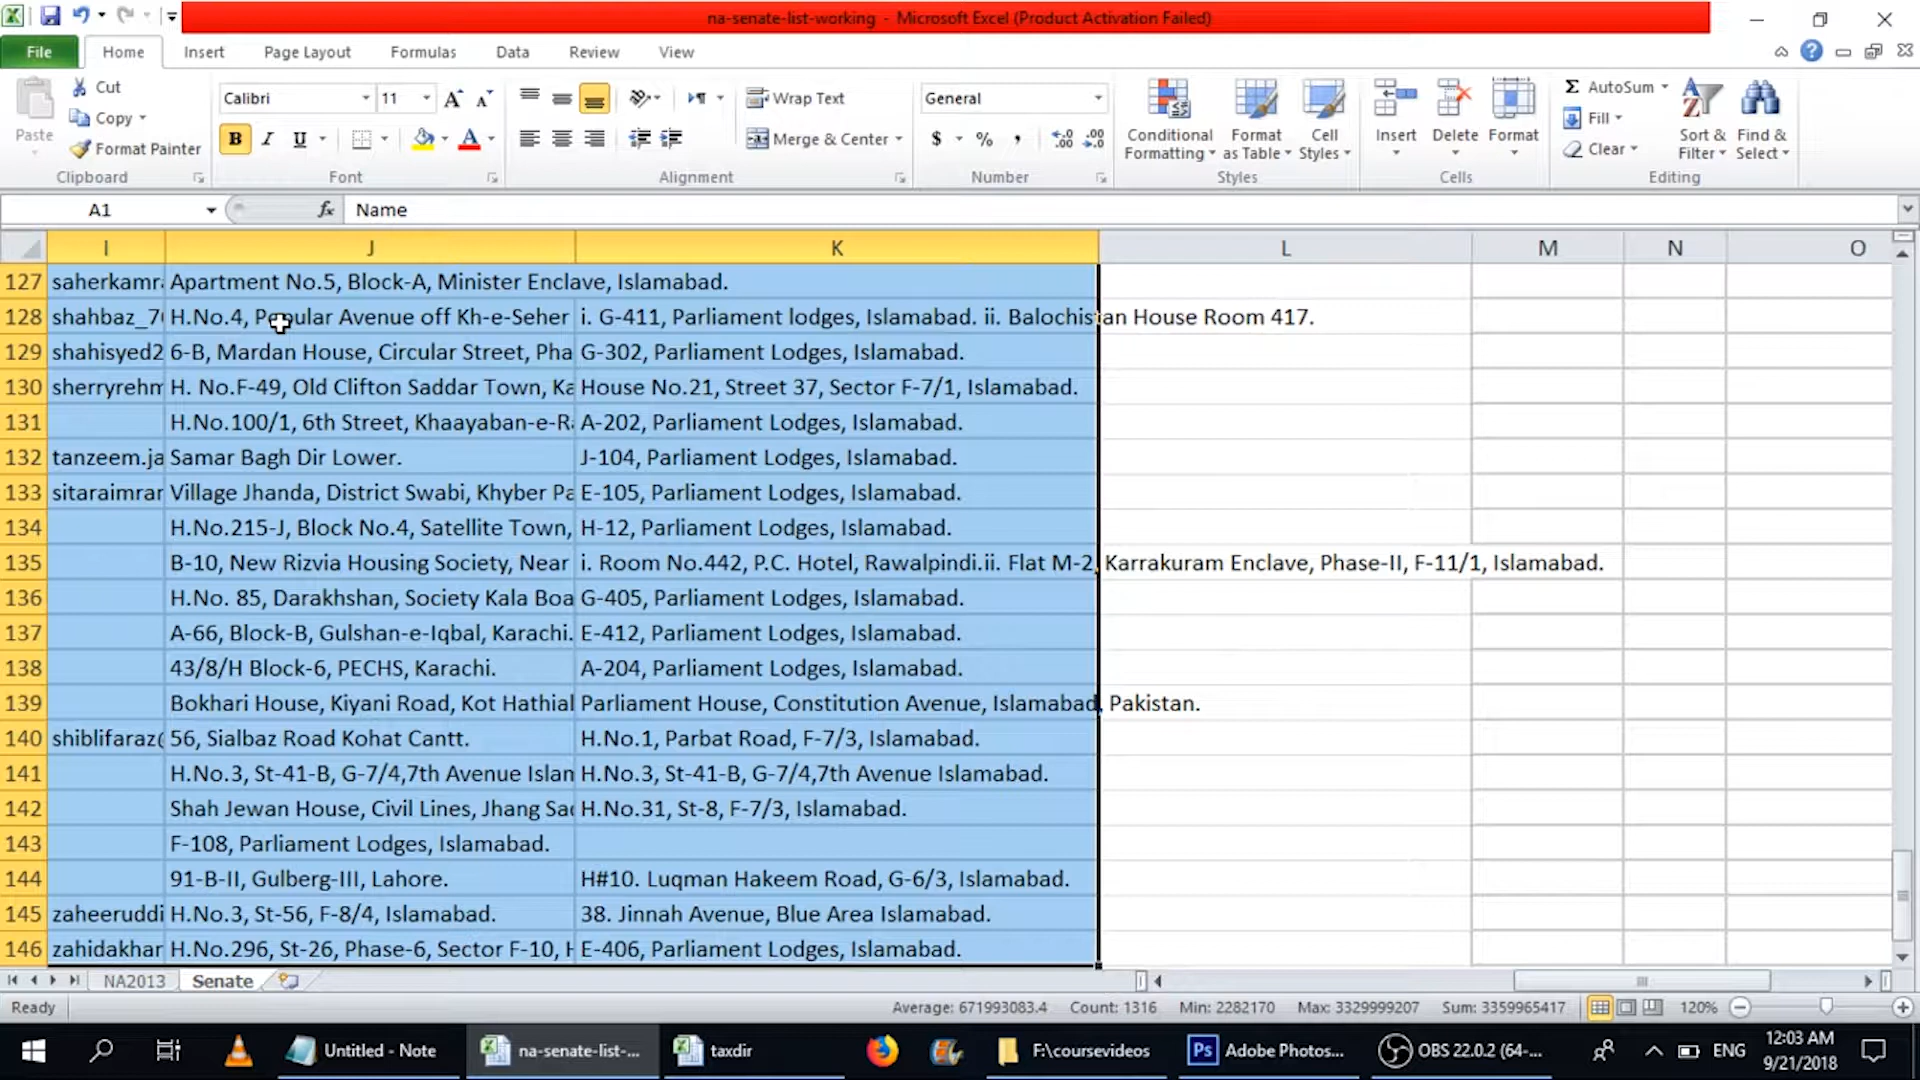 na-senate-list-working - Microsoft Excel (Product Activation Failed)
File Home Insert Page Layout Formulas Data Review View
Paste
Cut
Copy
Format Painter
Clipboard
Calibri 11
B I U
Font
Wrap Text
Merge & Center
Alignment
General
$ % ,
Number
Conditional Formatting
Format as Table
Cell Styles
Styles
Insert Delete Format
Cells
AutoSum
Fill
Clear
Sort & Filter
Find & Select
Editing
A1 fx Name
I J K L M N O
127 saherkamra Apartment No.5, Block-A, Minister Enclave, Islamabad.
128 shahbaz_7 H.No.4, Popular Avenue off Kh-e-Seher i. G-411, Parliament lodges, Islamabad. ii. Balochistan House Room 417.
129 shahisyed2 6-B, Mardan House, Circular Street, Pha G-302, Parliament Lodges, Islamabad.
130 sherryrehm H. No.F-49, Old Clifton Saddar Town, Ka House No.21, Street 37, Sector F-7/1, Islamabad.
131 H.No.100/1, 6th Street, Khaayaban-e-Ra A-202, Parliament Lodges, Islamabad.
132 tanzeem.ja Samar Bagh Dir Lower. J-104, Parliament Lodges, Islamabad.
133 sitaraimran Village Jhanda, District Swabi, Khyber Pa E-105, Parliament Lodges, Islamabad.
134 H.No.215-J, Block No.4, Satellite Town, H-12, Parliament Lodges, Islamabad.
135 B-10, New Rizvia Housing Society, Near i. Room No.442, P.C. Hotel, Rawalpindi.ii. Flat M-2, Karrakuram Enclave, Phase-II, F-11/1, Islamabad.
136 H.No. 85, Darakhshan, Society Kala Boa G-405, Parliament Lodges, Islamabad.
137 A-66, Block-B, Gulshan-e-Iqbal, Karachi. E-412, Parliament Lodges, Islamabad.
138 43/8/H Block-6, PECHS, Karachi. A-204, Parliament Lodges, Islamabad.
139 Bokhari House, Kiyani Road, Kot Hathial Parliament House, Constitution Avenue, Islamabad, Pakistan.
140 shiblifaraz@ 56, Sialbaz Road Kohat Cantt. H.No.1, Parbat Road, F-7/3, Islamabad.
141 H.No.3, St-41-B, G-7/4,7th Avenue Islam H.No.3, St-41-B, G-7/4,7th Avenue Islamabad.
142 Shah Jewan House, Civil Lines, Jhang Sad H.No.31, St-8, F-7/3, Islamabad.
143 F-108, Parliament Lodges, Islamabad.
144 91-B-II, Gulberg-III, Lahore. H#10. Luqman Hakeem Road, G-6/3, Islamabad.
145 zaheeruddi H.No.3, St-56, F-8/4, Islamabad. 38. Jinnah Avenue, Blue Area Islamabad.
146 zahidakhar H.No.296, St-26, Phase-6, Sector F-10, H E-406, Parliament Lodges, Islamabad.
NA2013 Senate
Ready Average: 671993083.4 Count: 1316 Min: 2282170 Max: 3329999207 Sum: 3359965417 120%
Untitled - Note na-senate-list-... taxdir F:\coursevideos Ps Adobe Photos... OBS 22.0.2 (64-... ENG 12:03 AM
9/21/2018